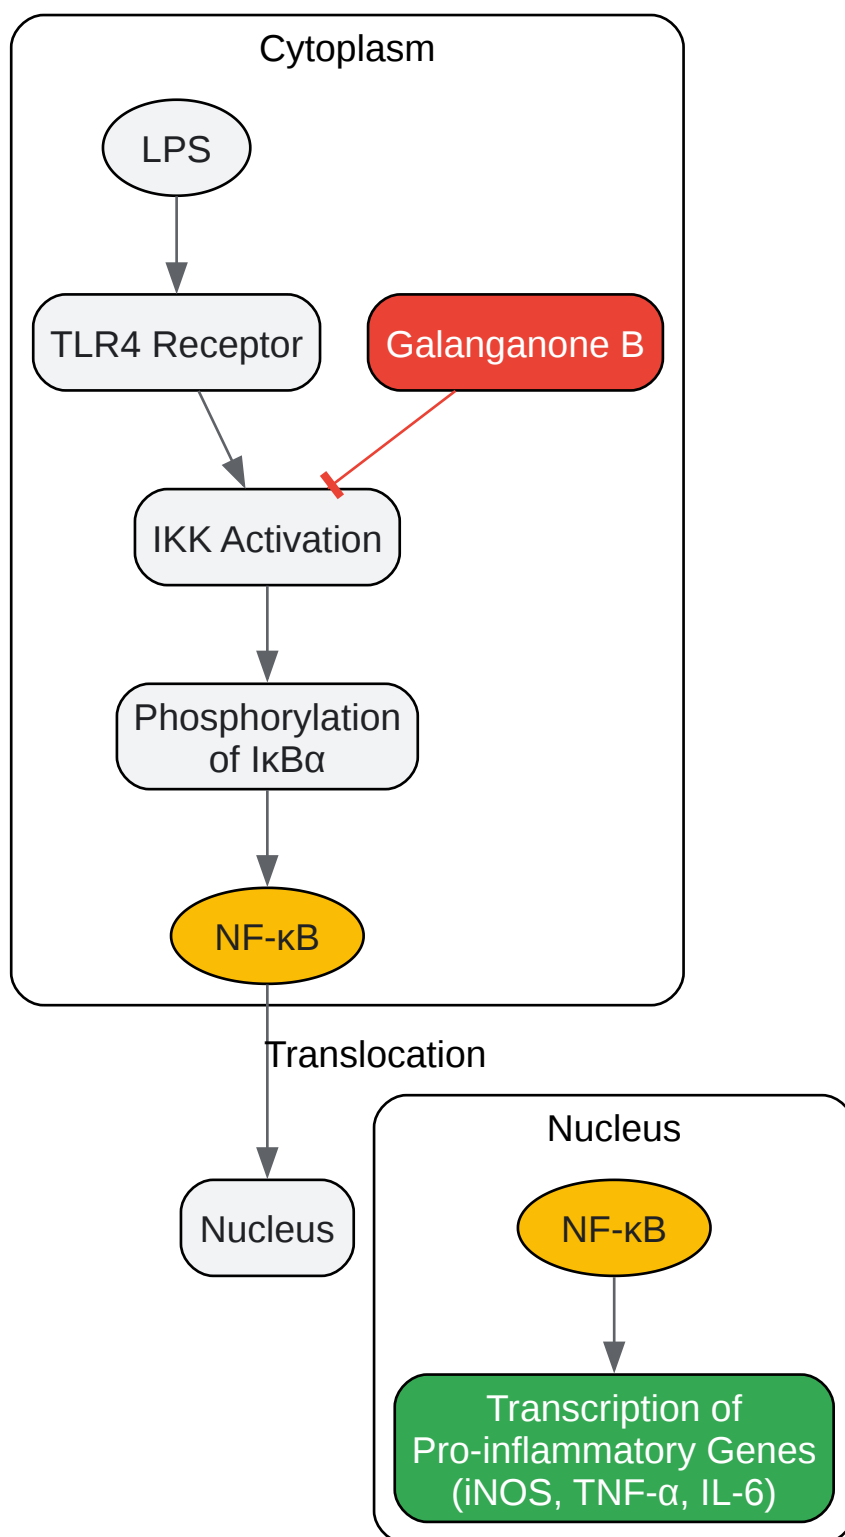 Cytoplasm
LPS
TLR4 Receptor
Galanganone B
IKK Activation
Phosphorylation
of IκBα
NF-κB
Translocation
Nucleus
Nucleus
NF-κB
Transcription of
Pro-inflammatory Genes
(iNOS, TNF-α, IL-6)